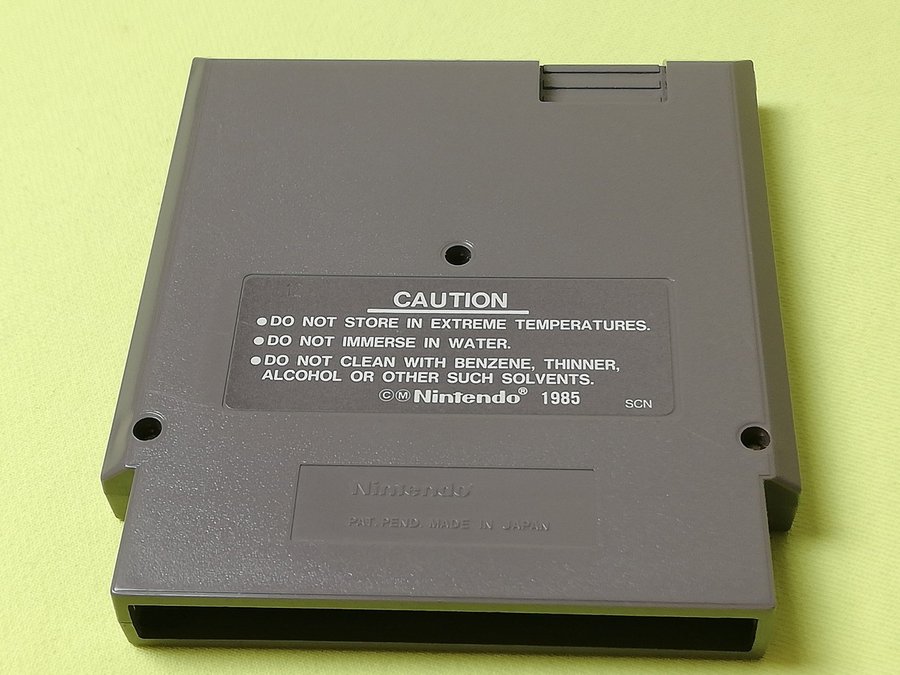 CAUTION
●DO NOT STORE IN EXTREME TEMPERATURES.
●DO NOT IMMERSE IN WATER.
●DO NOT CLEAN WITH BENZENE, THINNER,
ALCOHOL OR OTHER SUCH SOLVENTS.
©Ⓜ Nintendo® 1985 SCN
Nintendo®
PAT. PEND. MADE IN JAPAN